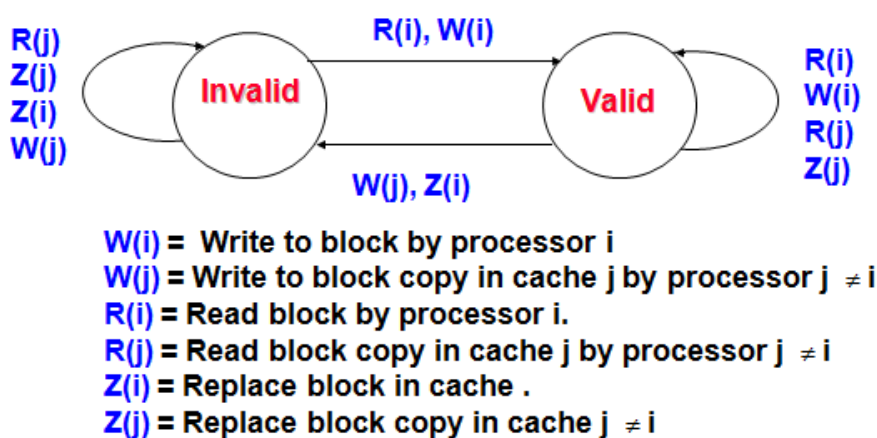 R(j)
Z(j)
Z(i)
W(j)
Invalid
R(i), W(i)
W(j), Z(i)
Valid
R(i)
W(i)
R(j)
Z(j)
W(i) = Write to block by processor i
W(j) = Write to block copy in cache j by processor j ≠ i
R(i) = Read block by processor i.
R(j) = Read block copy in cache j by processor j ≠ i
Z(i) = Replace block in cache .
Z(j) = Replace block copy in cache j ≠ i